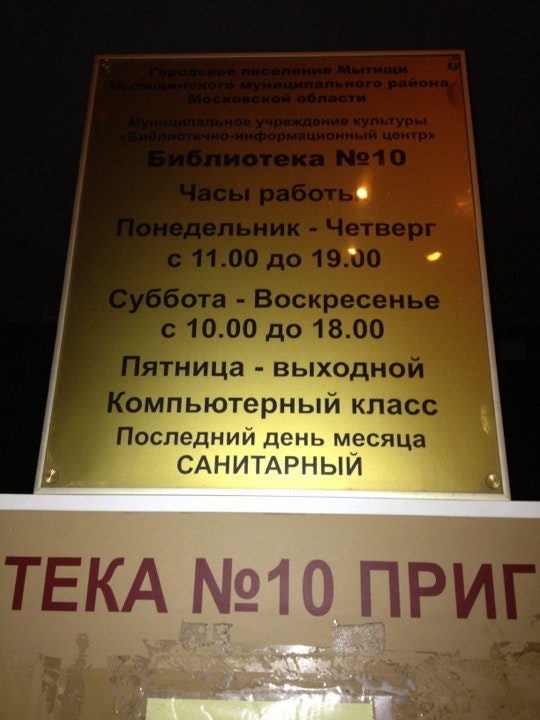 Городское поселение Мытищи
Мытищинского муниципального района
Московской области
Муниципальное учреждение культуры
«Библиотечно-информационный центр»
Библиотека №10
Часы работы
Понедельник - Четверг
с 11.00 до 19.00
Суббота - Воскресенье
с 10.00 до 18.00
Пятница - выходной
Компьютерный класс
Последний день месяца
САНИТАРНЫЙ
ТЕКА №10 ПРИГ